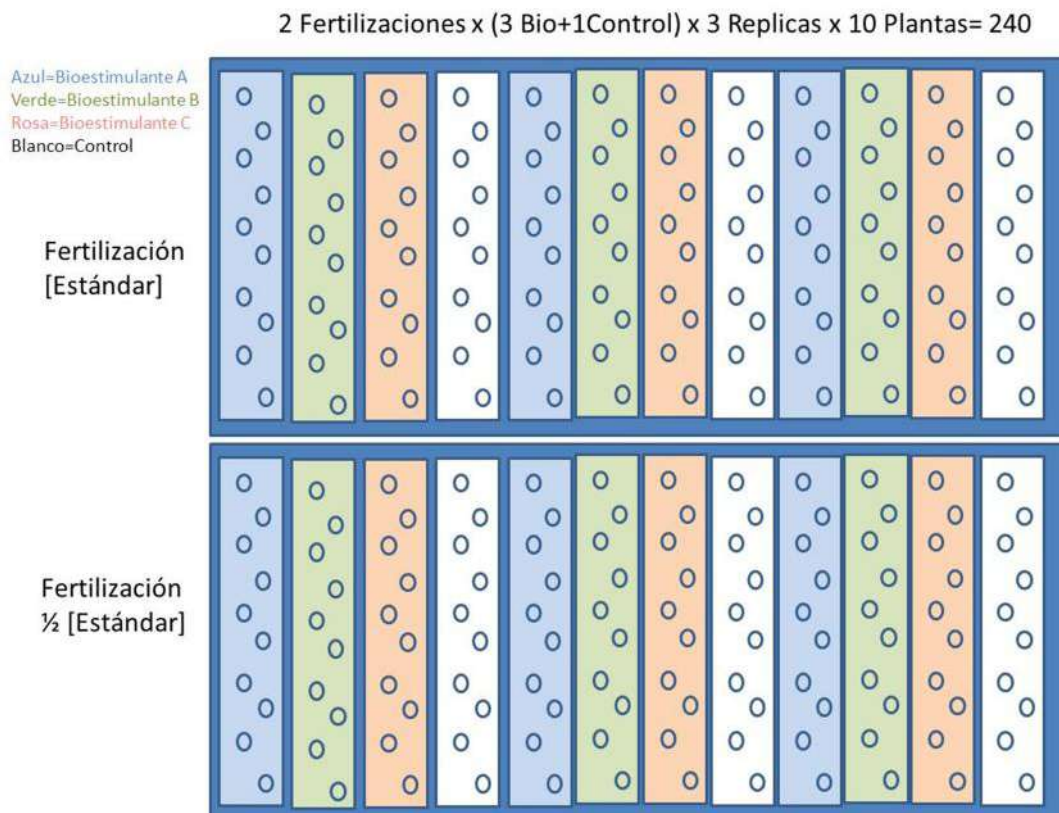 2 Fertilizaciones x (3 Bio+1Control) x 3 Replicas x 10 Plantas= 240
Azul=Bioestimulante A
Verde=Bioestimulante B
Rosa=Bioestimulante C
Blanco=Control
Fertilización
[Estándar]
Fertilización
½ [Estándar]